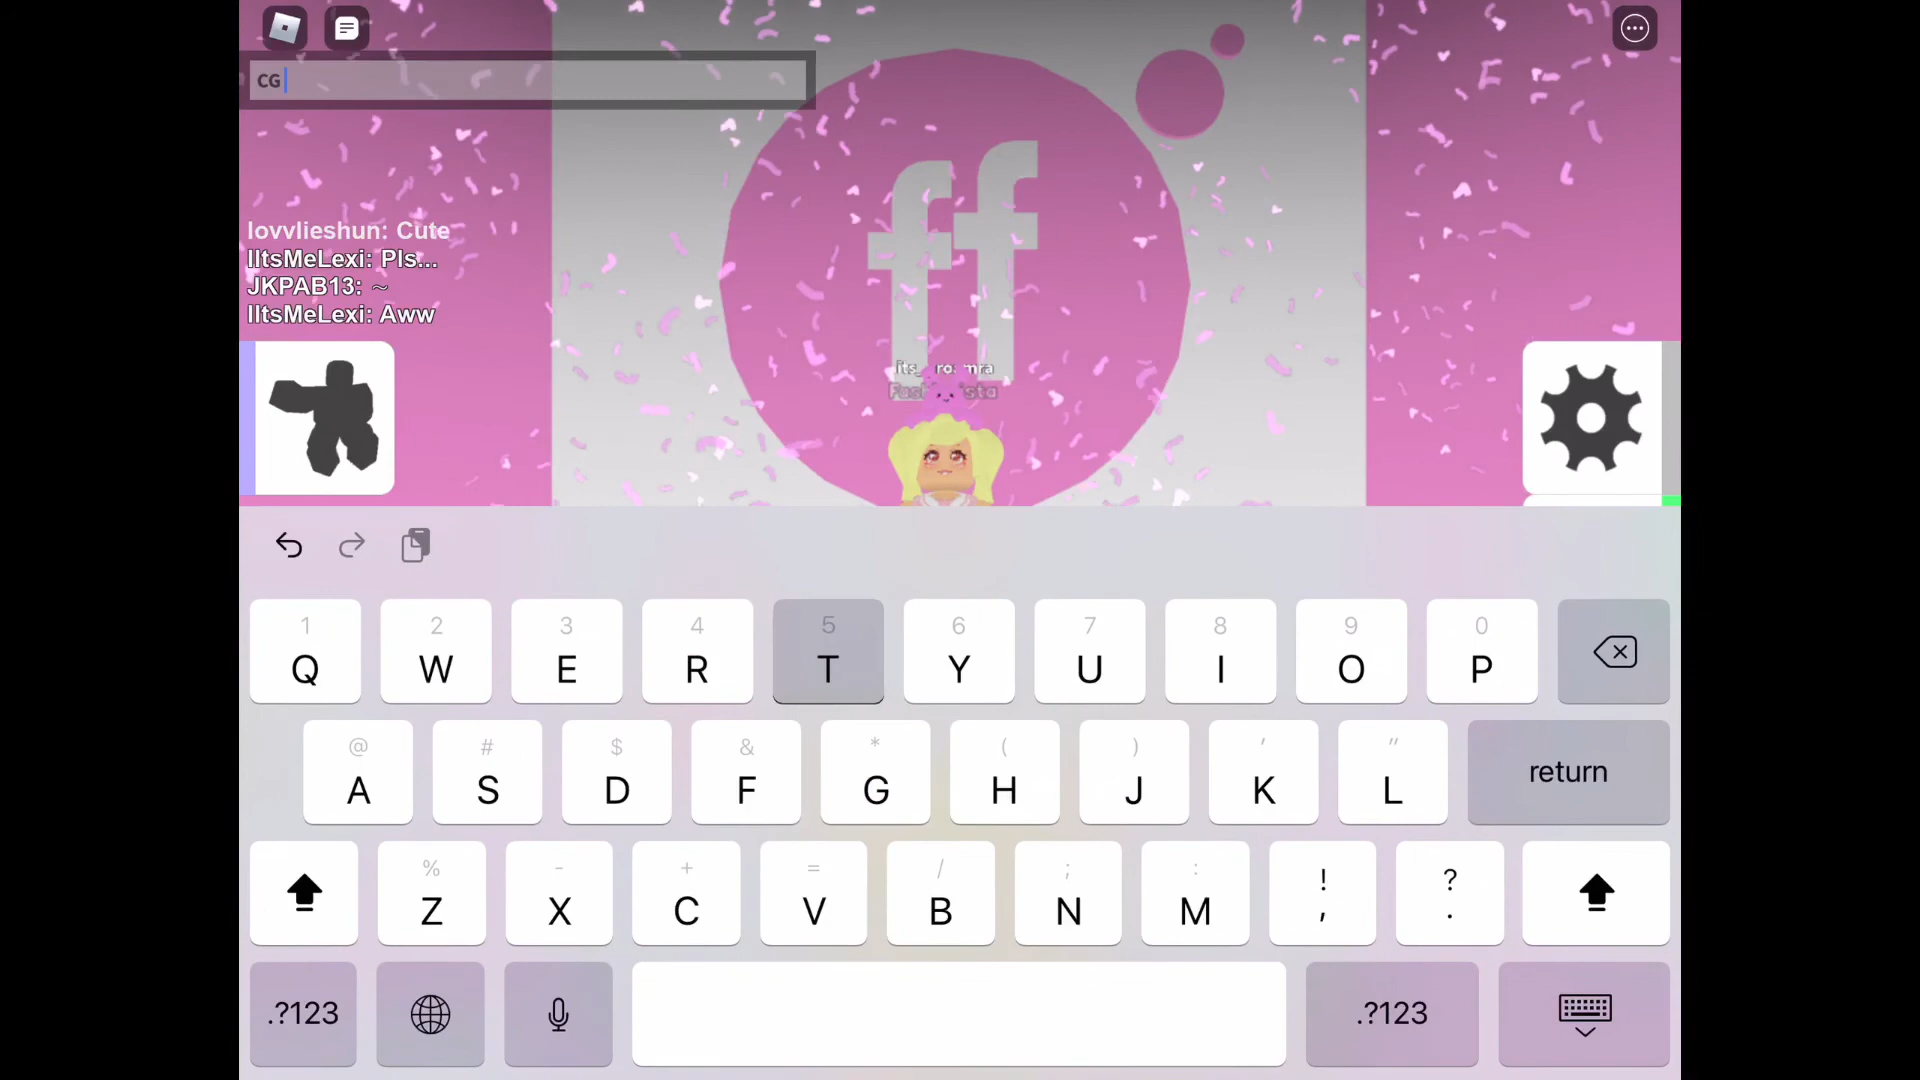 CG
lovvlieshun: Cute
IItsMeLexi: Pls...
JKPAB13: ~
IItsMeLexi: Aww
ff
1 2 3 4 5 6 7 8 9 0
Q W E R T Y U I O P
@ # $ & * ( ) ' "
A S D F G H J K L return
% - + = / ; : ! ?
Z X C V B N M , .
.?123 .?123